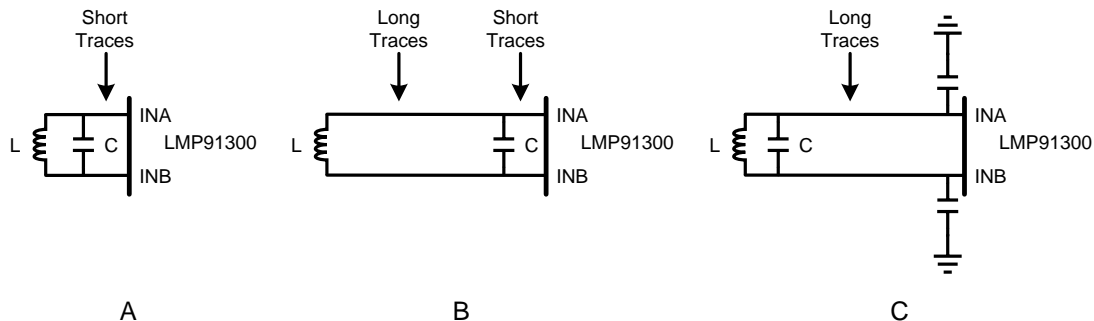 Short
Traces
Long
Traces
Short
Traces
Long
Traces
INA
LMP91300
INB
L
C
INA
LMP91300
INB
L
C
INA
LMP91300
INB
L
C
A
B
C